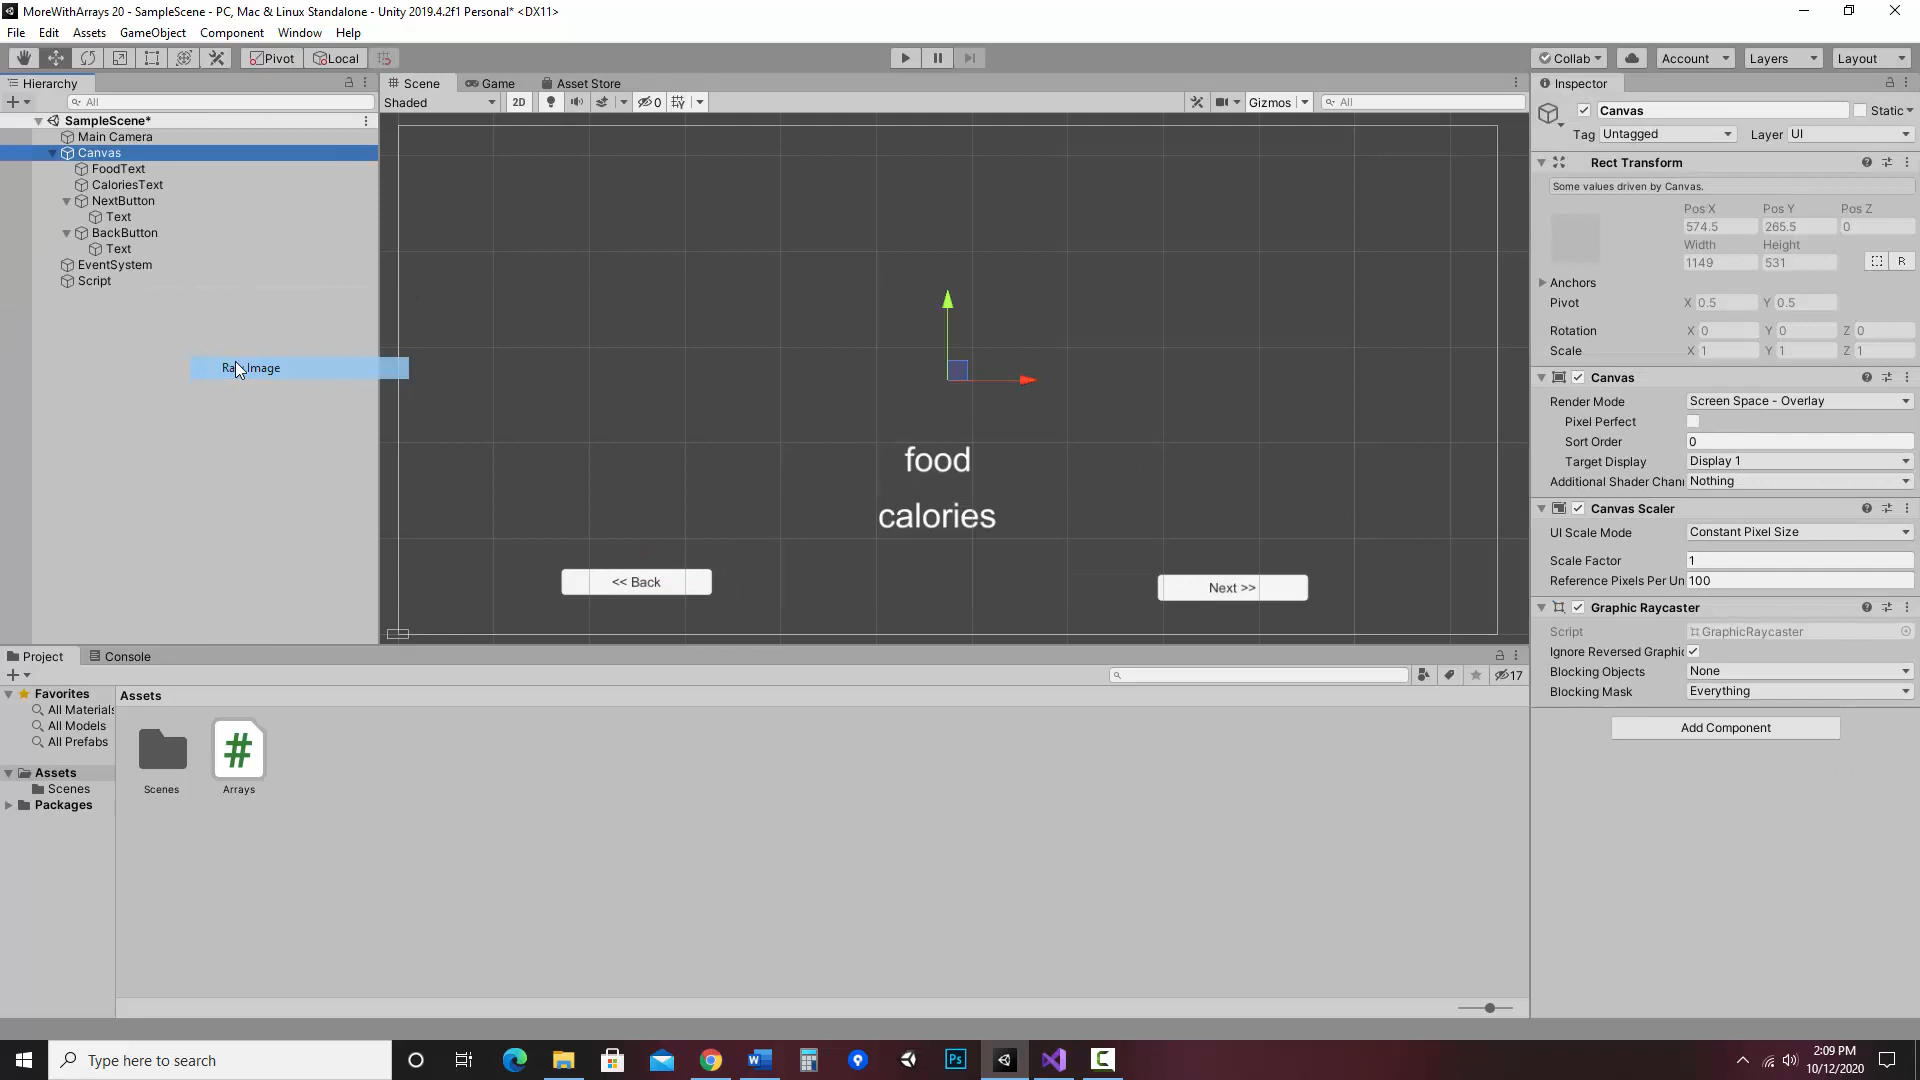 MoreWithArrays 20 - SampleScene - PC, Mac & Linux Standalone - Unity 2019.4.2f1 Personal* <DX11>
File Edit Assets GameObject Component Window Help
Pivot Local Collab Account Layers Layout
Hierarchy Scene Game Asset Store Inspector
All Shaded 2D 0 Gizmos All
Canvas Static
Tag Untagged Layer UI
SampleScene*
Main Camera
Canvas
FoodText
CaloriesText
NextButton
Text
BackButton
Text
EventSystem
Script
Image
food
calories
<< Back
Next >>
Rect Transform
Some values driven by Canvas.
Pos X Pos Y Pos Z
574.5 265.5 0
Width Height
1149 531 R
Anchors
Pivot X 0.5 Y 0.5
Rotation X 0 Y 0 Z 0
Scale X 1 Y 1 Z 1
Canvas
Render Mode Screen Space - Overlay
Pixel Perfect
Sort Order 0
Target Display Display 1
Additional Shader Chan Nothing
Canvas Scaler
UI Scale Mode Constant Pixel Size
Scale Factor 1
Reference Pixels Per Un 100
Graphic Raycaster
Script GraphicRaycaster
Ignore Reversed Graphic
Blocking Objects None
Blocking Mask Everything
Add Component
Project Console
17
Favorites
All Materials
All Models
All Prefabs
Assets
Scenes
Packages
Assets
#
Scenes Arrays
Type here to search
W Ps C
2:09 PM
10/12/2020